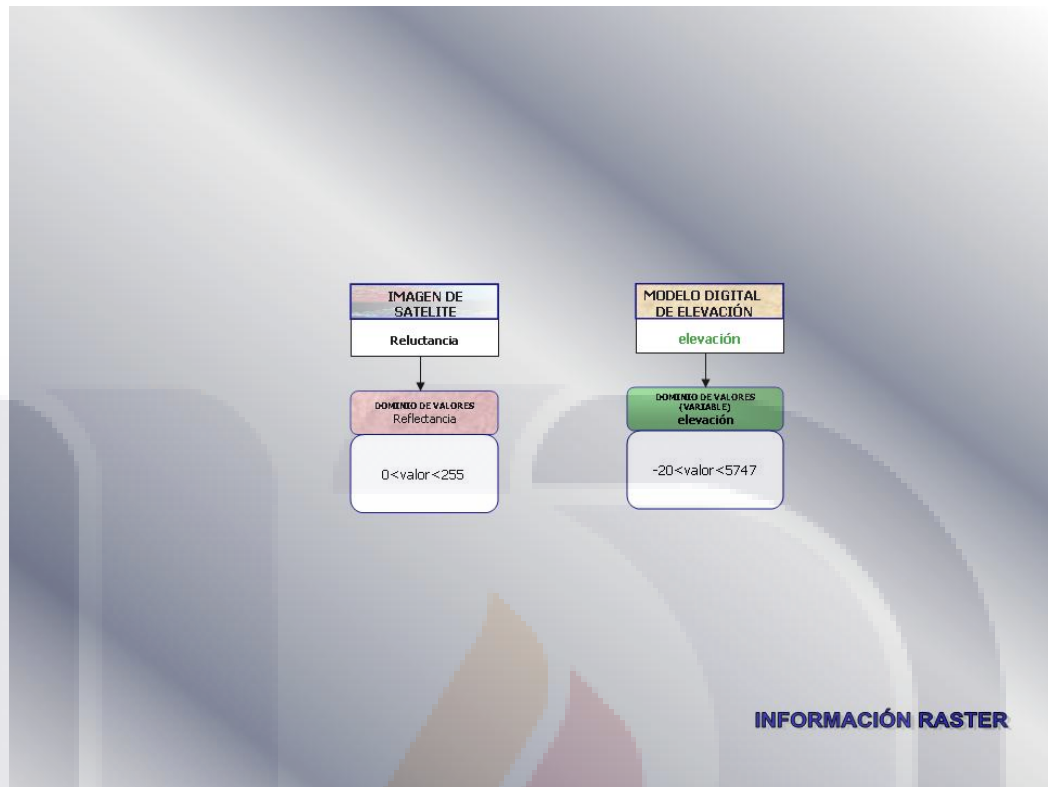 IMAGEN DE
SATELITE
Reluctancia
DOMINIO DE VALORES
Reflectancia
0<valor<255
MODELO DIGITAL
DE ELEVACIÓN
elevación
DOMINIO DE VALORES
(VARIABLE)
elevación
-20<valor<5747
INFORMACIÓN RASTER